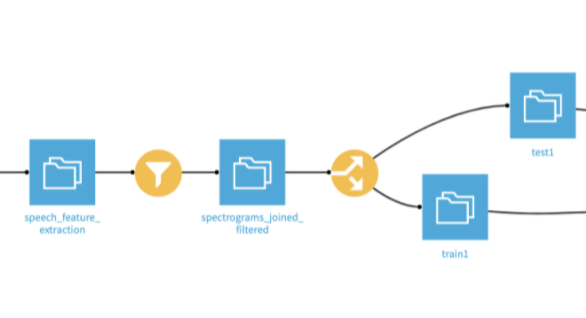 speech_feature_
extraction
spectrograms_joined_
filtered
test1
train1